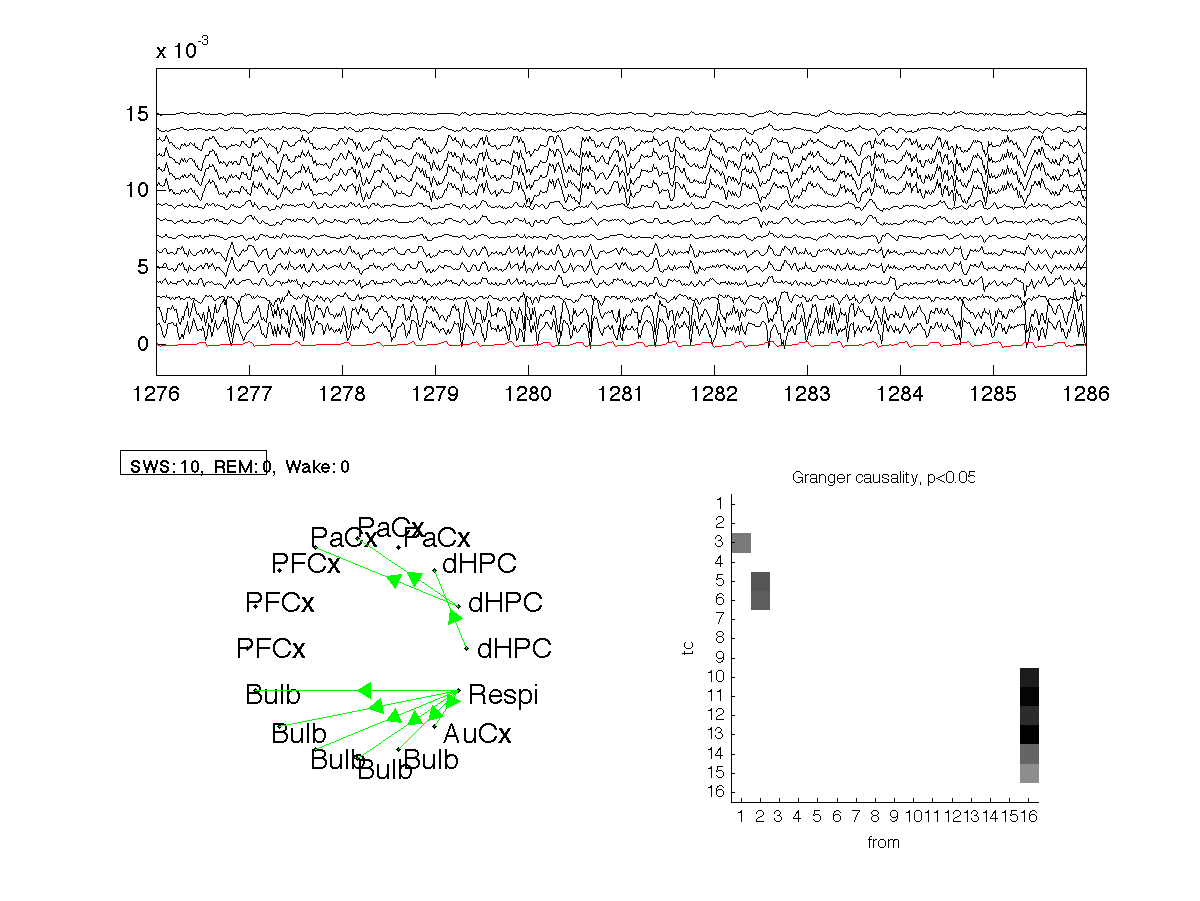 x 10-3
15
10
5
0
1276 1277 1278 1279 1280 1281 1282 1283 1284 1285 1286
SWS:10, REM:0, Wake:0
Granger causality, p<0.05
PaCx
PaCx
PaCx
PFCx
dHPC
PFCx
dHPC
PFCx
dHPC
Bulb
Respi
Bulb
AuCx
Bulb
Bulb
Bulb
1
2
3
4
5
6
7
8
9
10
11
12
13
14
15
16
to
1 2 3 4 5 6 7 8 9 10 11 12 13 14 15 16
from